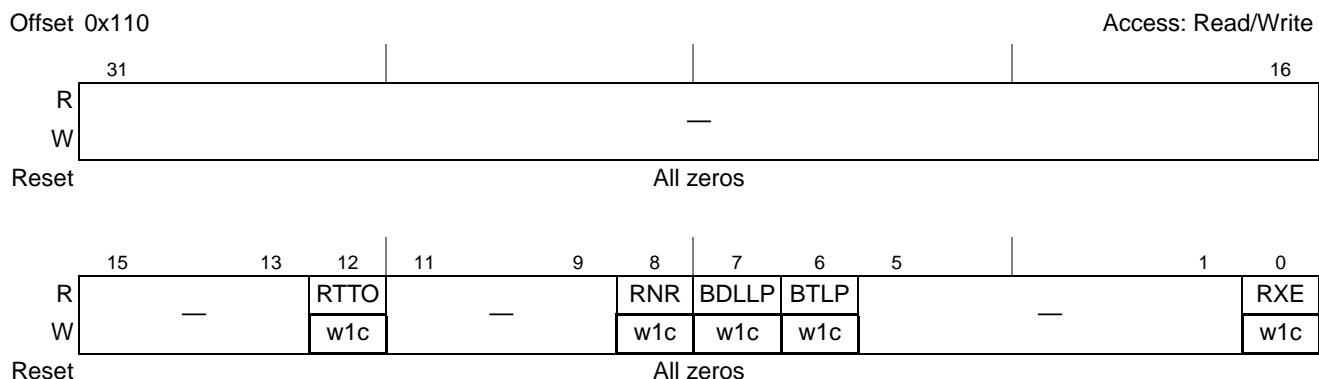 Offset 0x110 Access: Read/Write
31 16
R
—
W
Reset All zeros
15 13 12 11 9 8 7 6 5 1 0
R — RTTO — RNR BDLLP BTLP — RXE
W w1c w1c w1c w1c w1c
Reset All zeros